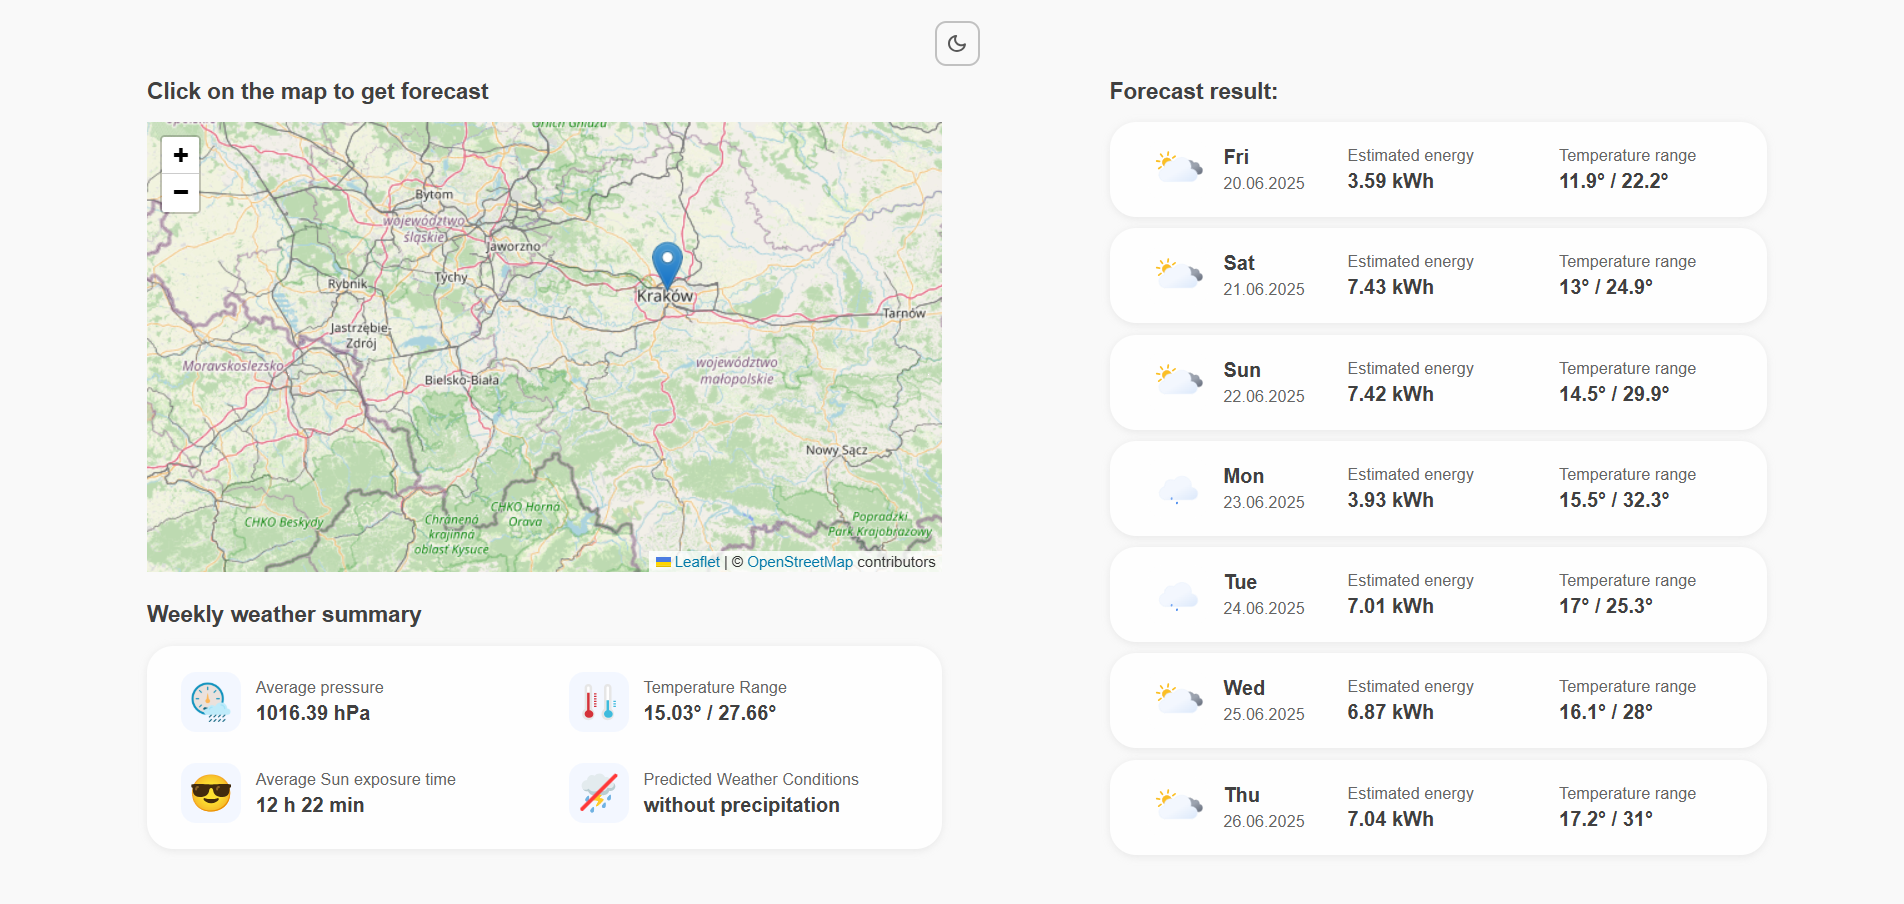 Click on the map to get forecast
+
−
Bytom
województwo
śląskie
Jaworzno
Tychy
Rybnik
Kraków
Tarnów
Jastrzębie-
Zdrój
Moravskoslezsko
Bielsko-Biała
województwo
małopolskie
Nowy Sącz
CHKO Horná
Orava
CHKO Beskydy
Chránená
krajinná
oblasť Kysuce
Popradzki
Park Krajobrazowy
Leaflet | © OpenStreetMap contributors
Weekly weather summary
Average pressure
1016.39 hPa
Temperature Range
15.03° / 27.66°
Average Sun exposure time
12 h 22 min
Predicted Weather Conditions
without precipitation
Forecast result:
Fri
20.06.2025
Estimated energy
3.59 kWh
Temperature range
11.9° / 22.2°
Sat
21.06.2025
Estimated energy
7.43 kWh
Temperature range
13° / 24.9°
Sun
22.06.2025
Estimated energy
7.42 kWh
Temperature range
14.5° / 29.9°
Mon
23.06.2025
Estimated energy
3.93 kWh
Temperature range
15.5° / 32.3°
Tue
24.06.2025
Estimated energy
7.01 kWh
Temperature range
17° / 25.3°
Wed
25.06.2025
Estimated energy
6.87 kWh
Temperature range
16.1° / 28°
Thu
26.06.2025
Estimated energy
7.04 kWh
Temperature range
17.2° / 31°